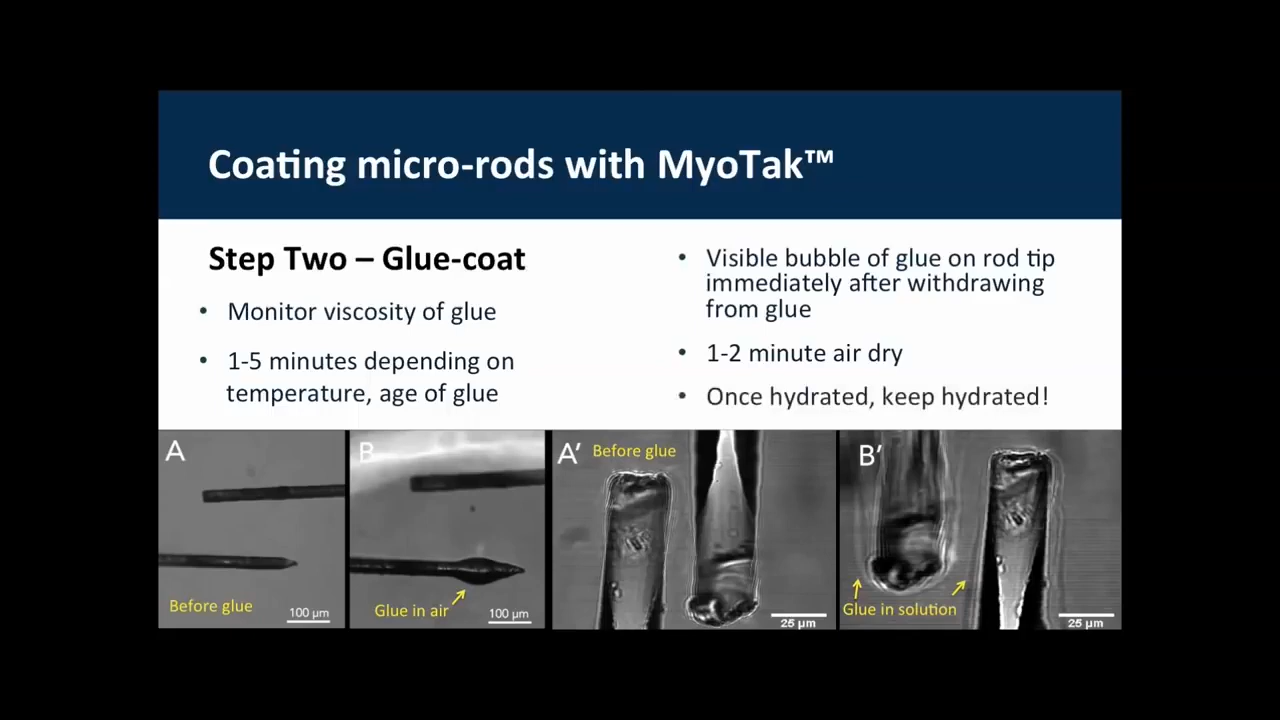 Coating micro-rods with MyoTak™
Step Two – Glue-coat
• Monitor viscosity of glue
• 1-5 minutes depending on
temperature, age of glue
• Visible bubble of glue on rod tip
immediately after withdrawing
from glue
• 1-2 minute air dry
• Once hydrated, keep hydrated!
A
Before glue
100 µm
B
Glue in air
100 µm
A′ Before glue
25 µm
B′
Glue in solution
25 µm